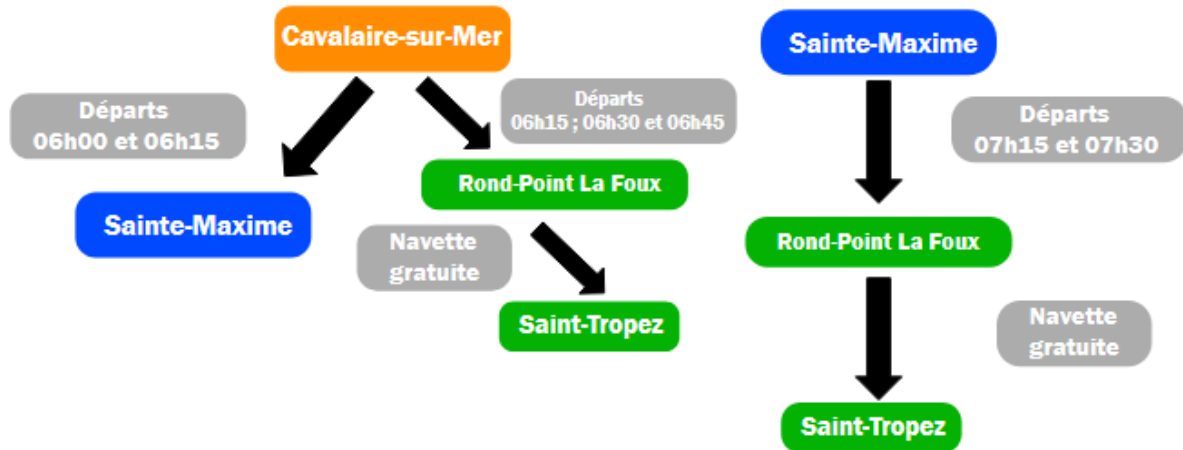 Cavalaire-sur-Mer
Départs
06h00 et 06h15
Sainte-Maxime
Départs
06h15 ; 06h30 et 06h45
Rond-Point La Foux
Navette
gratuite
Saint-Tropez
Sainte-Maxime
Départs
07h15 et 07h30
Rond-Point La Foux
Navette
gratuite
Saint-Tropez